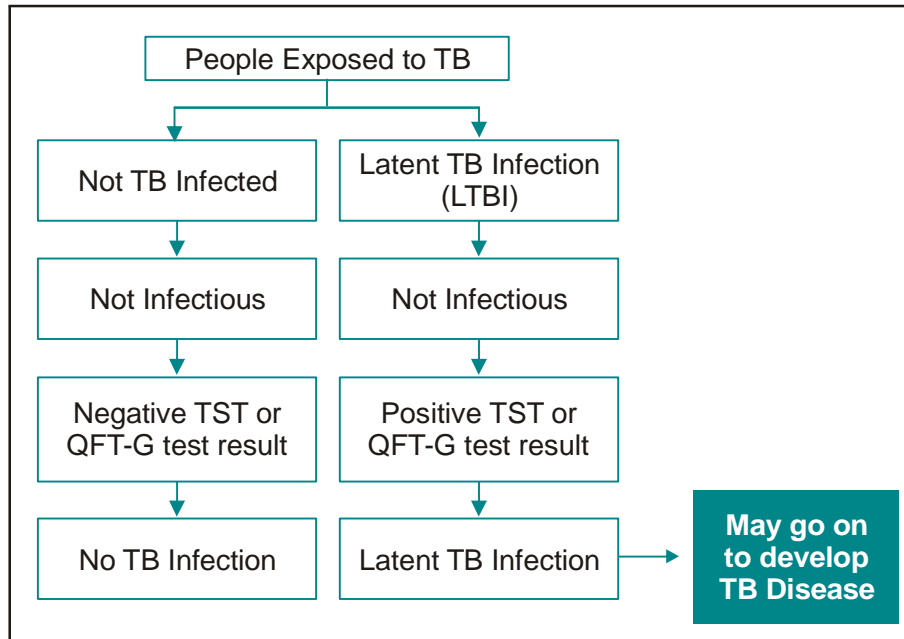 People Exposed to TB
Not TB Infected
Latent TB Infection
(LTBI)
Not Infectious
Not Infectious
Negative TST or
QFT-G test result
Positive TST or
QFT-G test result
No TB Infection
Latent TB Infection
May go on
to develop
TB Disease